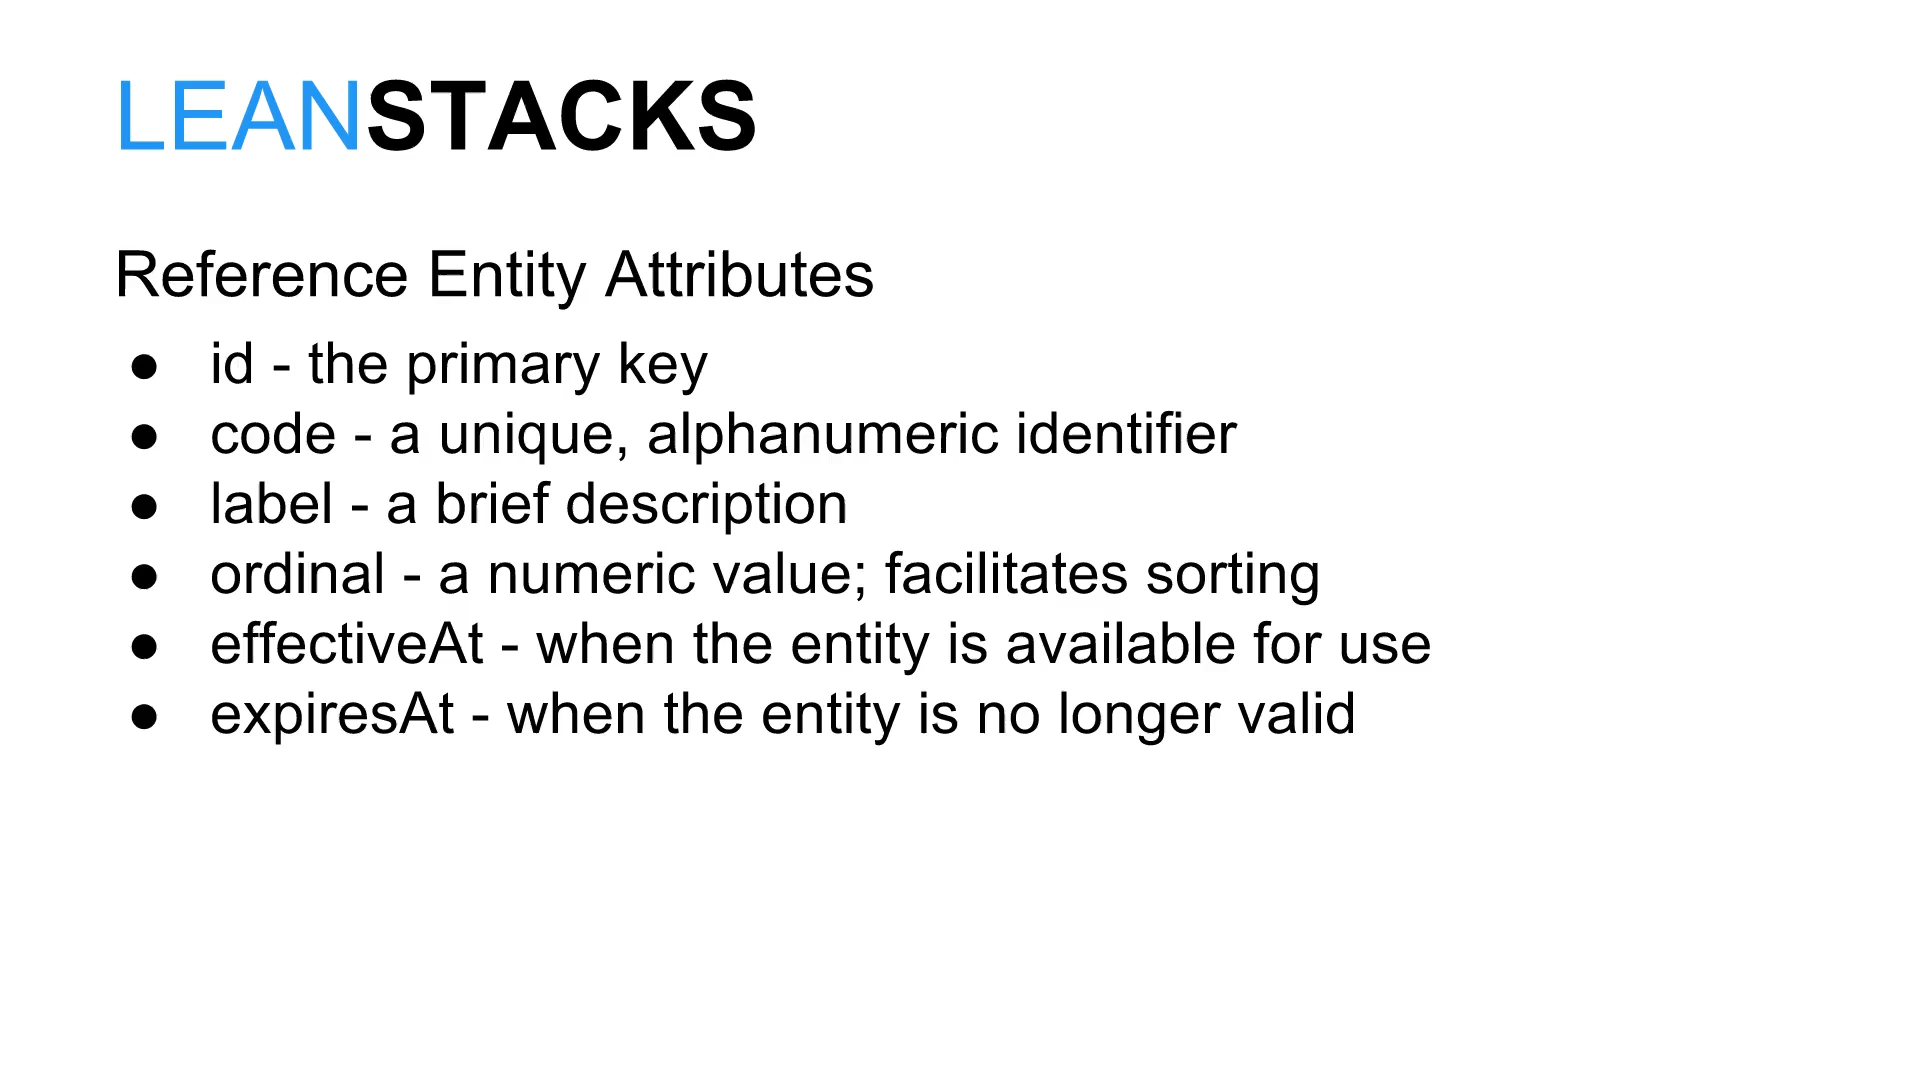 LEANSTACKS
Reference Entity Attributes
● id - the primary key
● code - a unique, alphanumeric identifier
● label - a brief description
● ordinal - a numeric value; facilitates sorting
● effectiveAt - when the entity is available for use
● expiresAt - when the entity is no longer valid